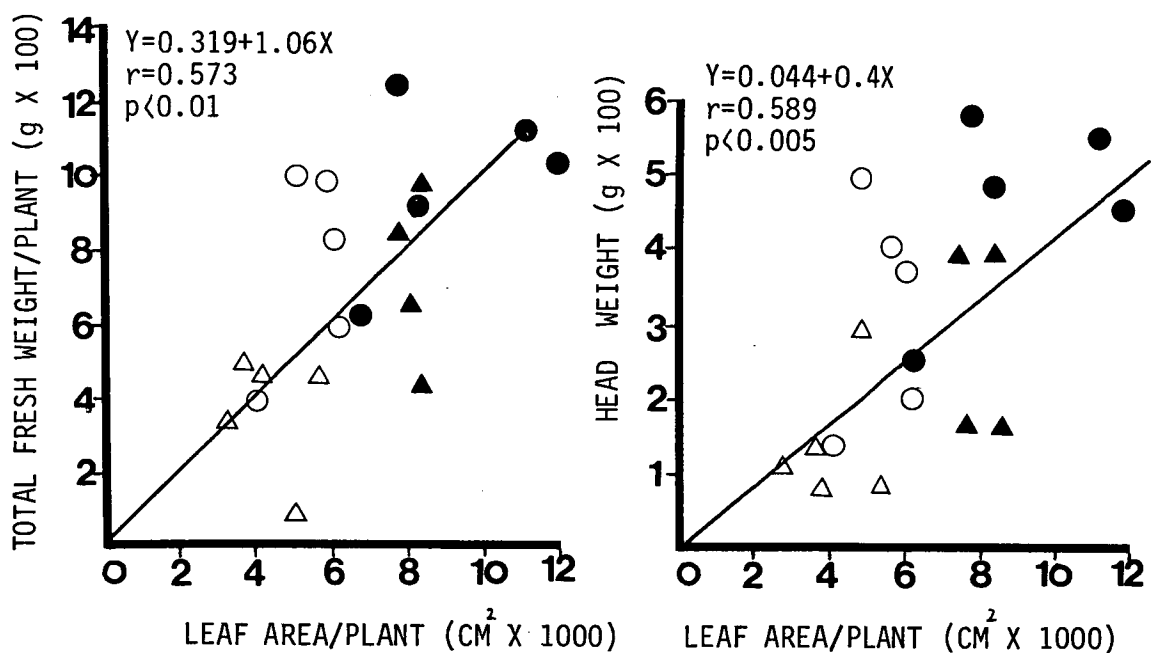 Y=0.319+1.06X
r=0.573
p<0.01
TOTAL FRESH WEIGHT/PLANT (g X 100)
14
12
10
8
6
4
2
0 2 4 6 8 10 12
LEAF AREA/PLANT (CM² X 1000)
Y=0.044+0.4X
r=0.589
p<0.005
HEAD WEIGHT (g X 100)
6
5
4
3
2
1
0 2 4 6 8 10 12
LEAF AREA/PLANT (CM² X 1000)